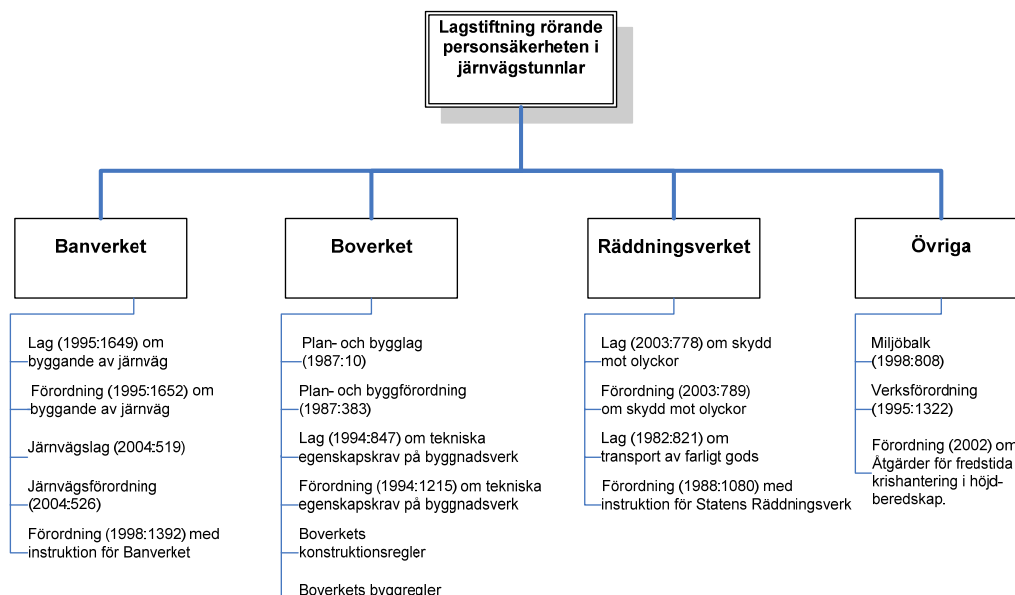 Lagstiftning rörande
personsäkerheten i
järnvägstunnlar
Banverket
Lag (1995:1649) om
byggande av järnväg
Förordning (1995:1652) om
byggande av järnväg
Järnvägslag (2004:519)
Järnvägsförordning
(2004:526)
Förordning (1998:1392) med
instruktion för Banverket
Boverket
Plan- och bygglag
(1987:10)
Plan- och byggförordning
(1987:383)
Lag (1994:847) om tekniska
egenskapskrav på byggnadsverk
Förordning (1994:1215) om tekniska
egenskapskrav på byggnadsverk
Boverkets
konstruktionsregler
Boverkets byggregler
Räddningsverket
Lag (2003:778) om skydd
mot olyckor
Förordning (2003:789)
om skydd mot olyckor
Lag (1982:821) om
transport av farligt gods
Förordning (1988:1080) med
instruktion för Statens Räddningsverk
Övriga
Miljöbalk
(1998:808)
Verksförordning
(1995:1322)
Förordning (2002) om
Åtgärder för fredstida
krishantering i höjd-
beredskap.